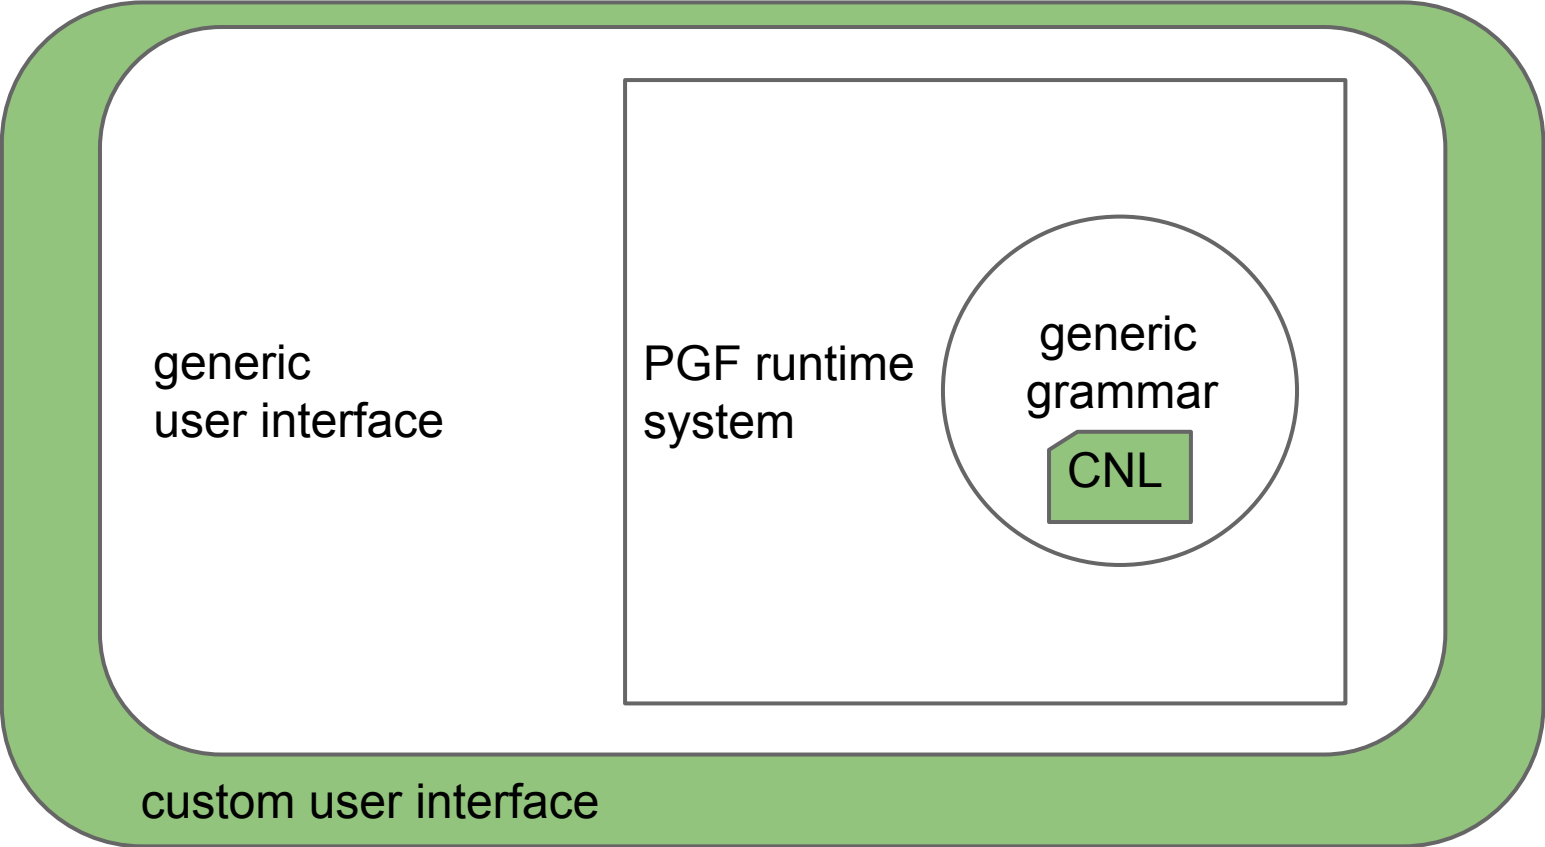 generic
user interface
PGF runtime
system
generic
grammar
CNL
custom user interface